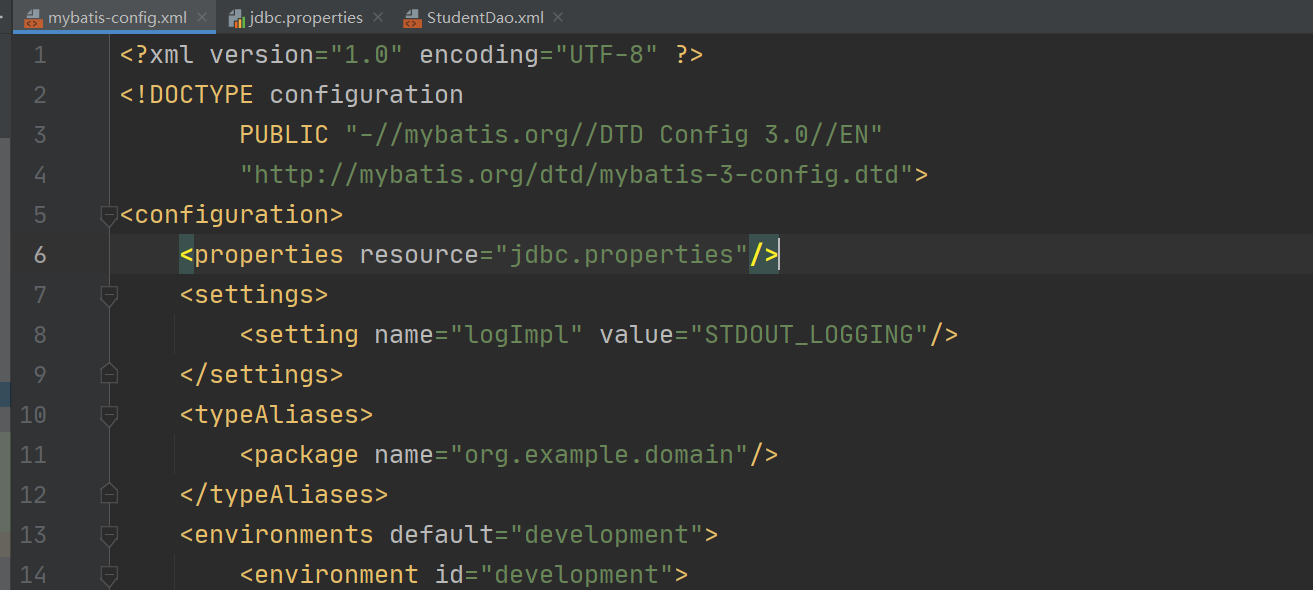 mybatis-config.xml jdbc.properties StudentDao.xml
1 <?xml version="1.0" encoding="UTF-8" ?>
2 <!DOCTYPE configuration
3 PUBLIC "-//mybatis.org//DTD Config 3.0//EN"
4 "http://mybatis.org/dtd/mybatis-3-config.dtd">
5 <configuration>
6 <properties resource="jdbc.properties"/>
7 <settings>
8 <setting name="logImpl" value="STDOUT_LOGGING"/>
9 </settings>
10 <typeAliases>
11 <package name="org.example.domain"/>
12 </typeAliases>
13 <environments default="development">
14 <environment id="development">